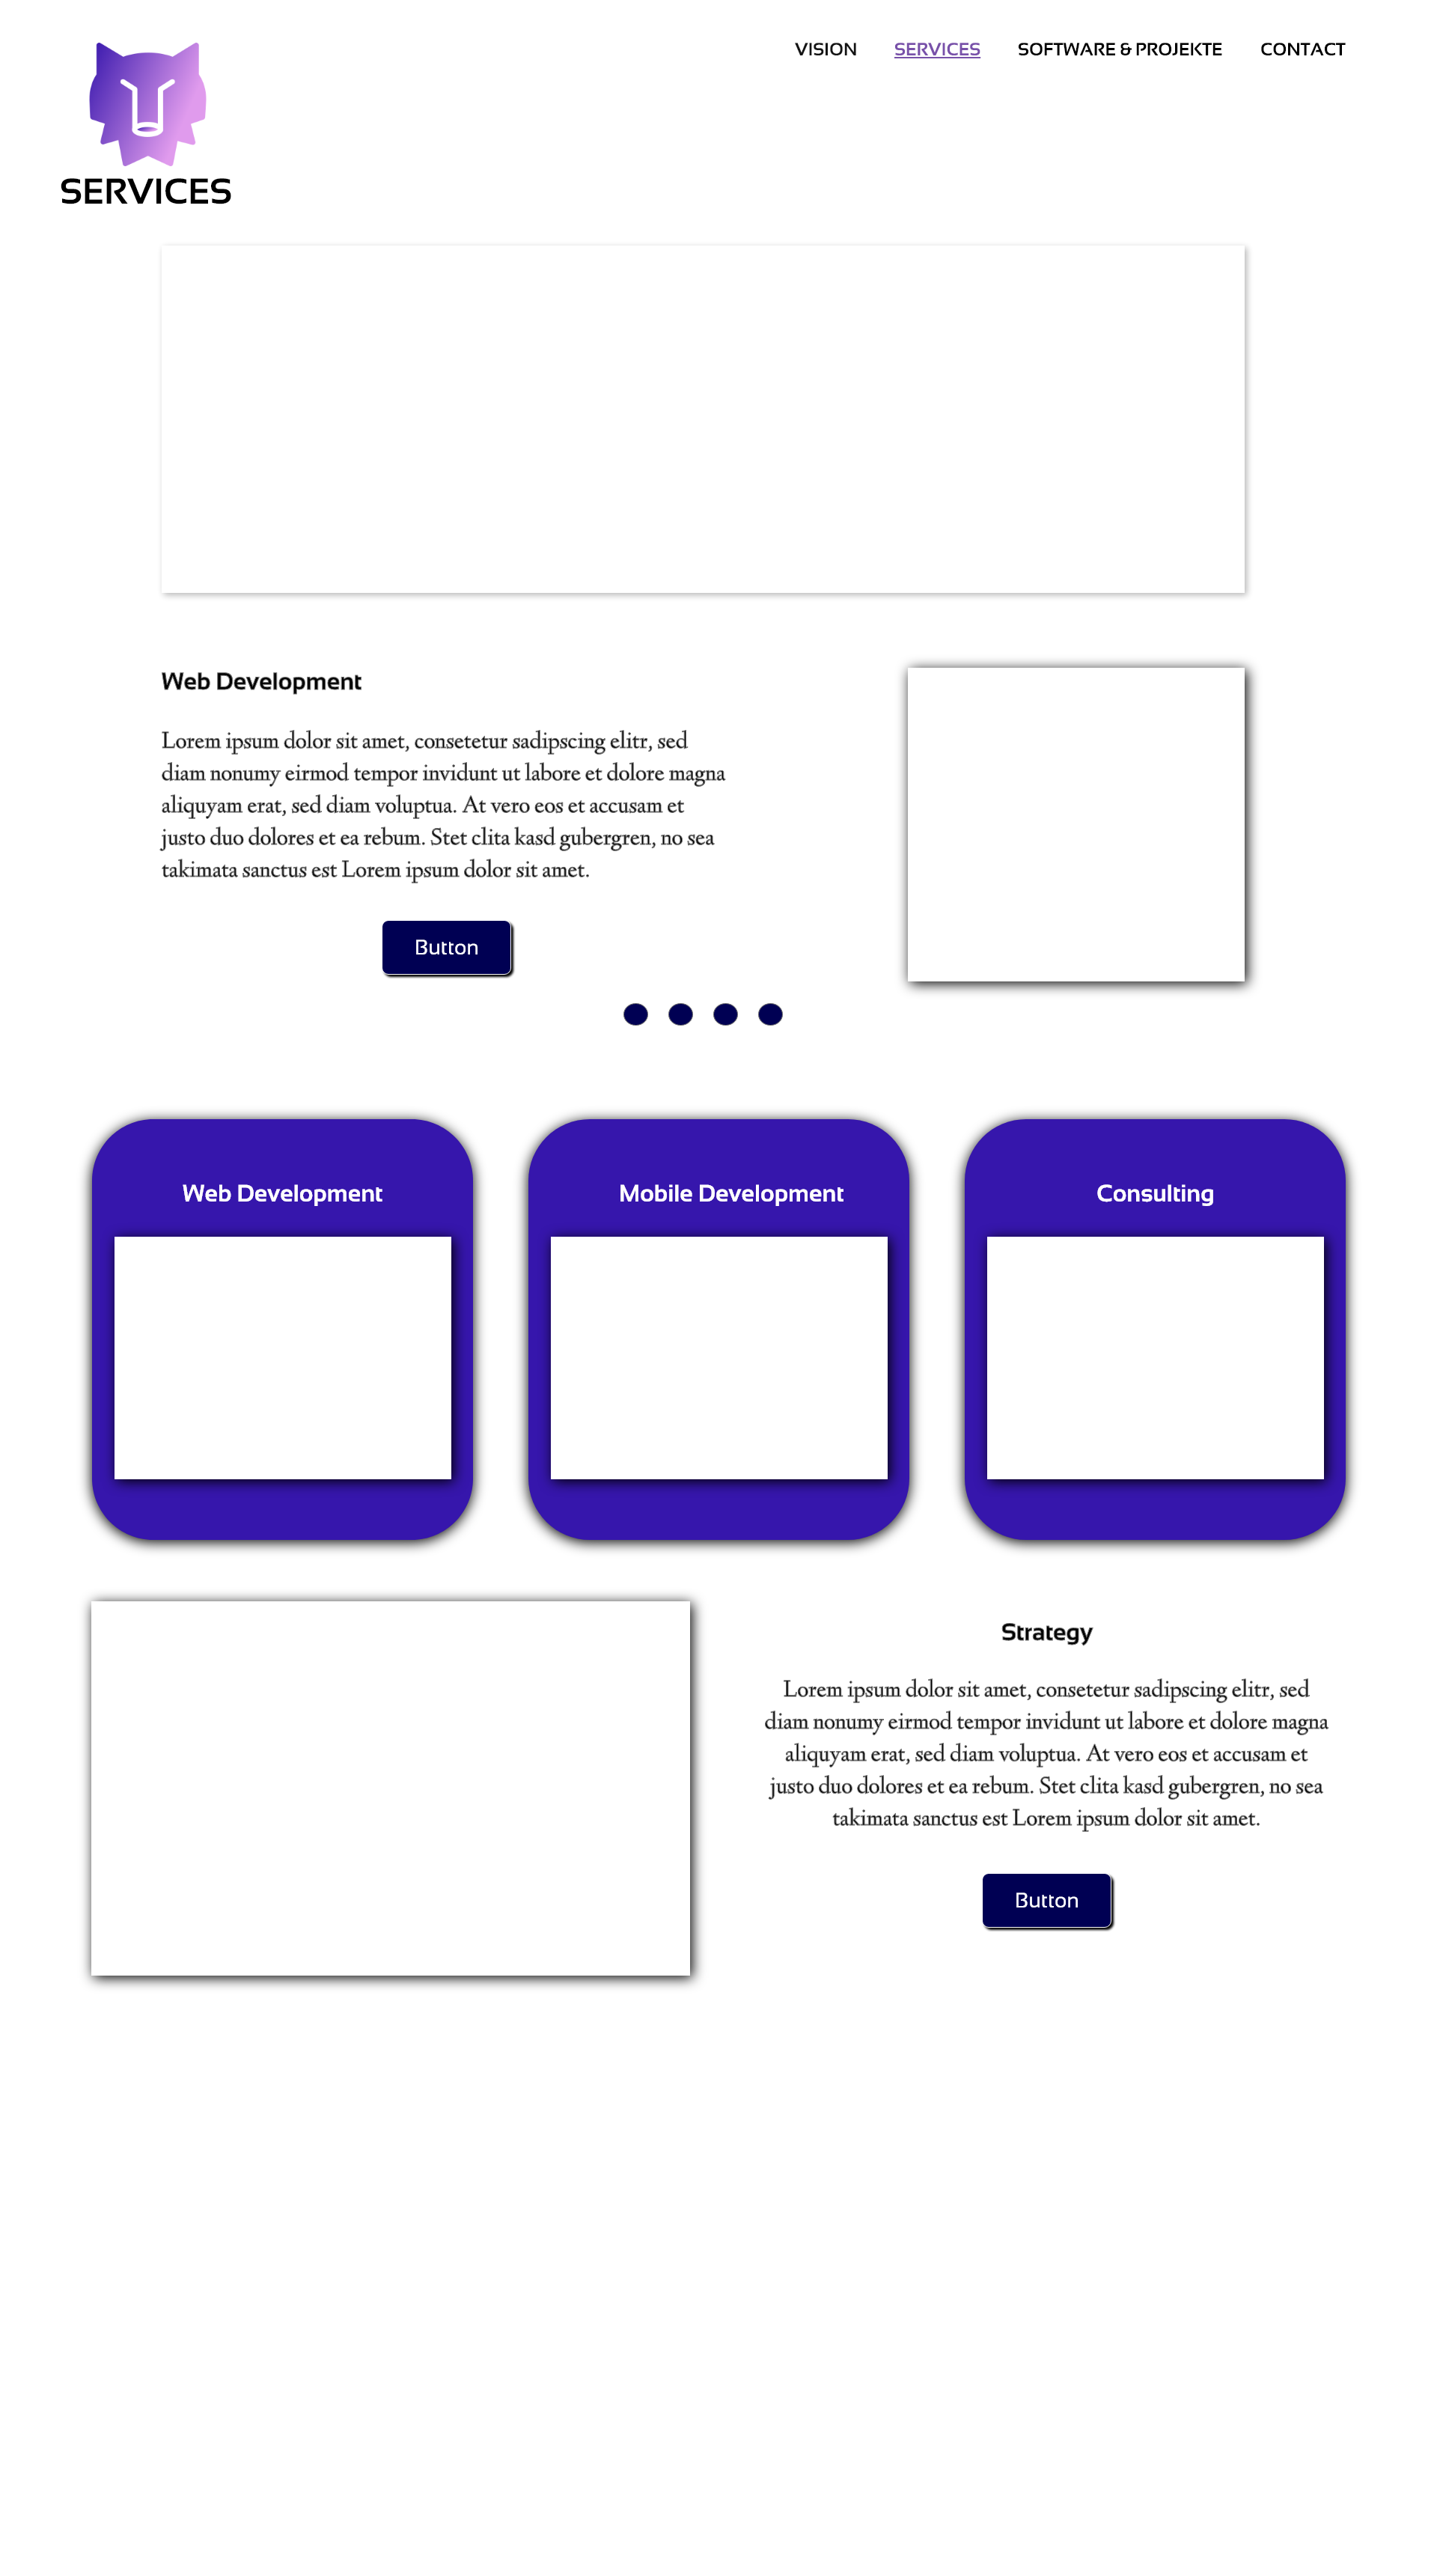 VISION SERVICES SOFTWARE & PROJEKTE CONTACT
SERVICES
Web Development
Lorem ipsum dolor sit amet, consetetur sadipscing elitr, sed
diam nonumy eirmod tempor invidunt ut labore et dolore magna
aliquyam erat, sed diam voluptua. At vero eos et accusam et
justo duo dolores et ea rebum. Stet clita kasd gubergren, no sea
takimata sanctus est Lorem ipsum dolor sit amet.
Button
Web Development
Mobile Development
Consulting
Strategy
Lorem ipsum dolor sit amet, consetetur sadipscing elitr, sed
diam nonumy eirmod tempor invidunt ut labore et dolore magna
aliquyam erat, sed diam voluptua. At vero eos et accusam et
justo duo dolores et ea rebum. Stet clita kasd gubergren, no sea
takimata sanctus est Lorem ipsum dolor sit amet.
Button